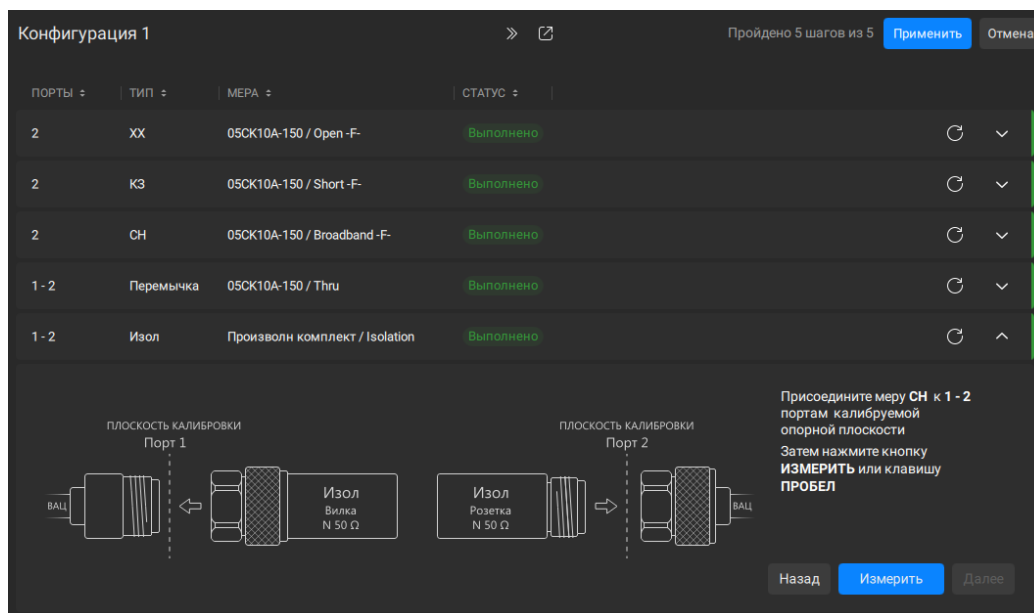 Конфигурация 1
Пройдено 5 шагов из 5 Применить Отмена
ПОРТЫ ТИП МЕРА СТАТУС
2 ХХ 05CK10A-150 / Open -F- Выполнено
2 КЗ 05CK10A-150 / Short -F- Выполнено
2 СН 05CK10A-150 / Broadband -F- Выполнено
1 - 2 Перемычка 05CK10A-150 / Thru Выполнено
1 - 2 Изол Произволн комплект / Isolation Выполнено
ПЛОСКОСТЬ КАЛИБРОВКИ
Порт 1
ВАЦ
Изол
Вилка
N 50 Ω
ПЛОСКОСТЬ КАЛИБРОВКИ
Порт 2
Изол
Розетка
N 50 Ω
ВАЦ
Присоедините меру СН к 1 - 2
портам калибруемой
опорной плоскости
Затем нажмите кнопку
ИЗМЕРИТЬ или клавишу
ПРОБЕЛ
Назад Измерить Далее